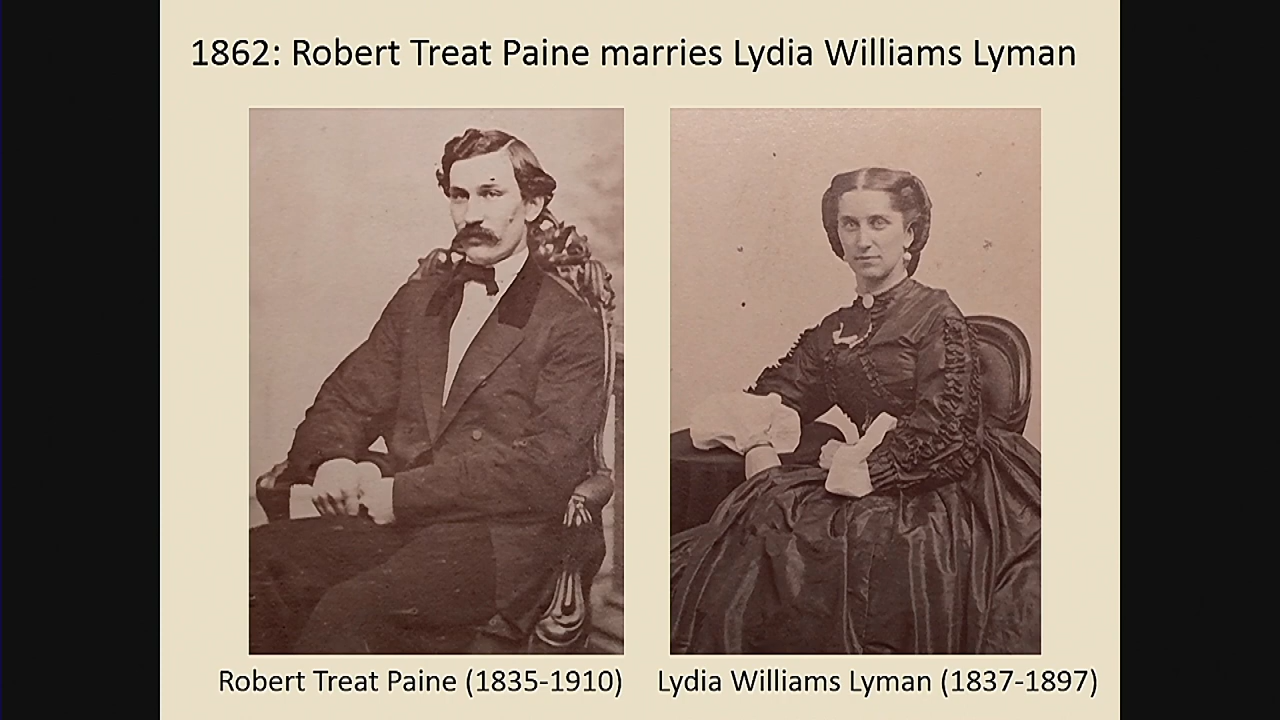 1862: Robert Treat Paine marries Lydia Williams Lyman
Robert Treat Paine (1835-1910)
Lydia Williams Lyman (1837-1897)